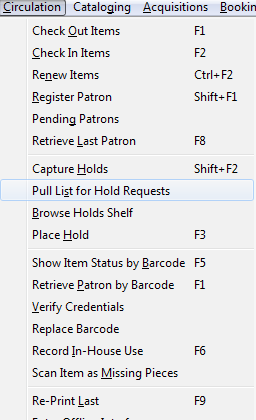 Circulation Cataloging Acquisitions
Check Out Items F1
Check In Items F2
Renew Items Ctrl+F2
Register Patron Shift+F1
Pending Patrons
Retrieve Last Patron F8
Capture Holds Shift+F2
Pull List for Hold Requests
Browse Holds Shelf
Place Hold F3
Show Item Status by Barcode F5
Retrieve Patron by Barcode F1
Verify Credentials
Replace Barcode
Record In-House Use F6
Scan Item as Missing Pieces
Re-Print Last F9